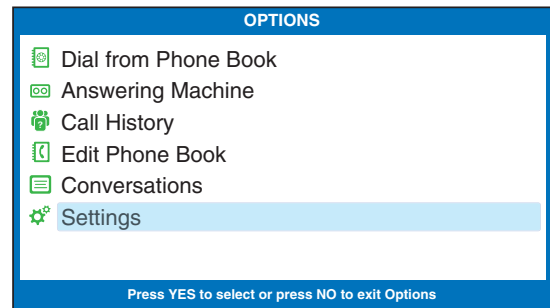 OPTIONS
Dial from Phone Book
Answering Machine
Call History
Edit Phone Book
Conversations
Settings
Press YES to select or press NO to exit Options